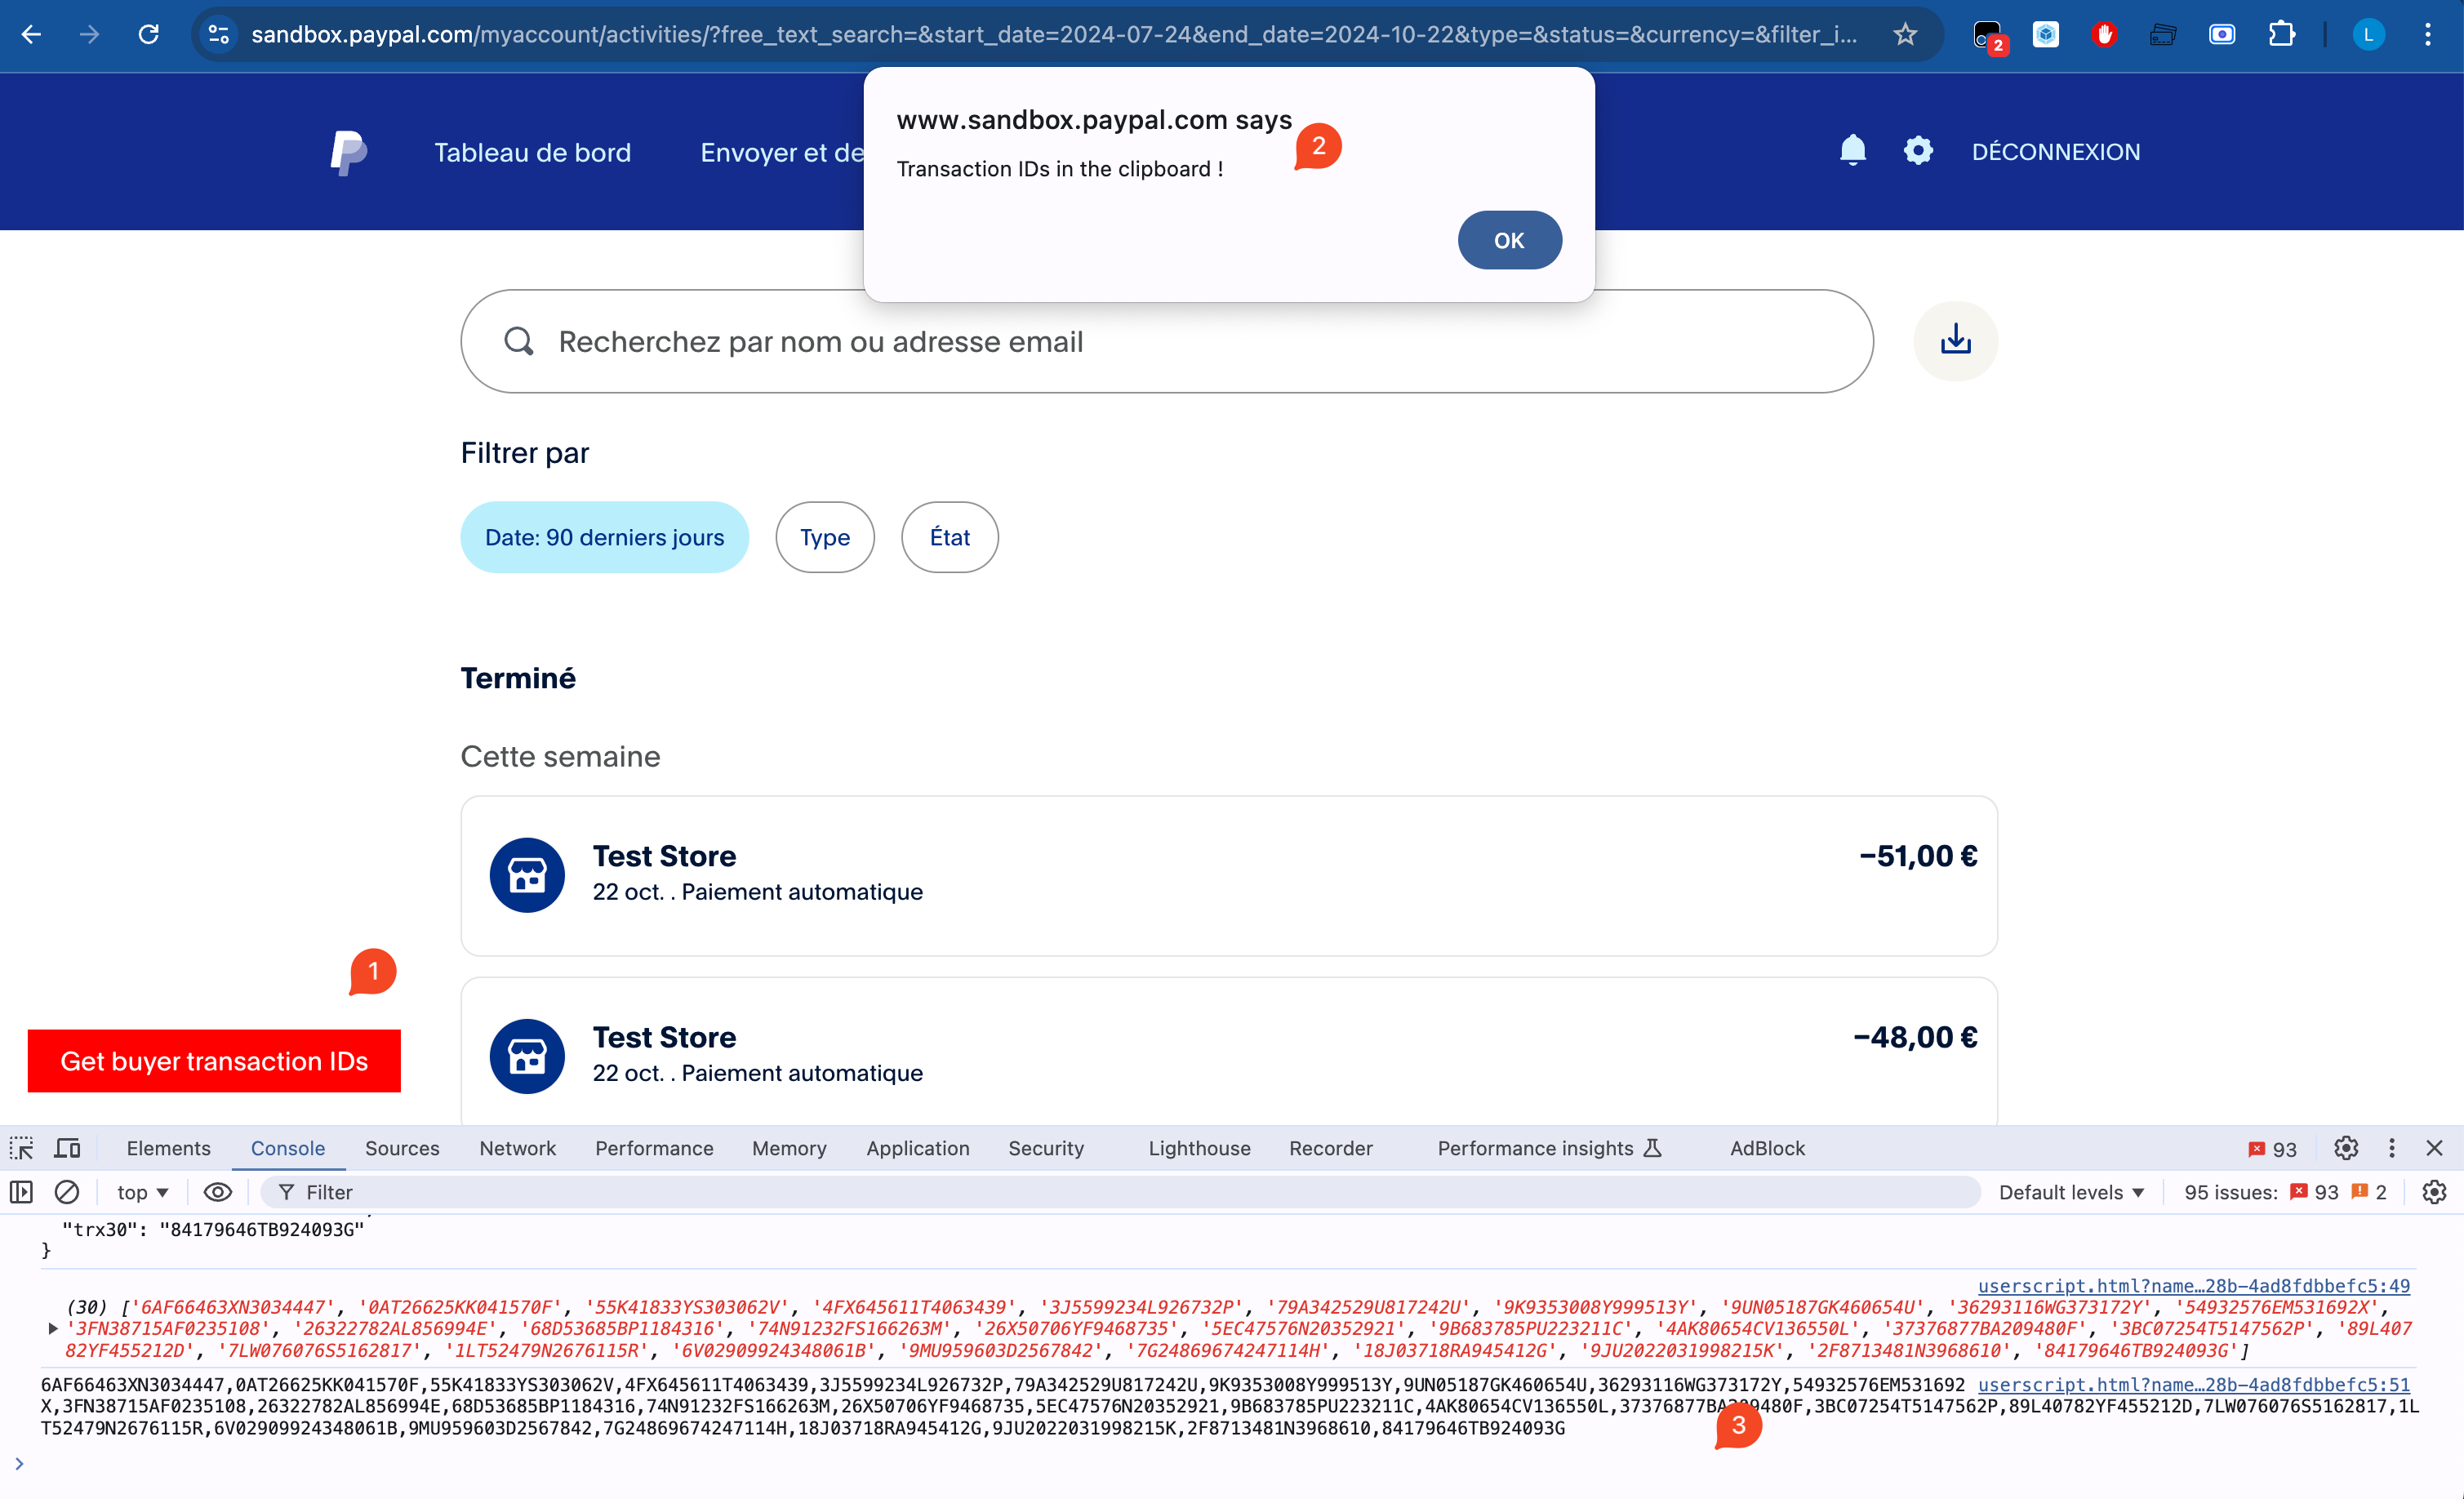 sandbox.paypal.com/myaccount/activities/?free_text_search=&start_date=2024-07-24&end_date=2024-10-22&type=&status=&currency=&filter_i...
2
L
Tableau de bord
Envoyer et de
DÉCONNEXION
www.sandbox.paypal.com says
2
Transaction IDs in the clipboard !
OK
Recherchez par nom ou adresse email
Filtrer par
Date: 90 derniers jours
Type
État
Terminé
Cette semaine
Test Store
−51,00 €
22 oct. . Paiement automatique
1
Test Store
−48,00 €
22 oct. . Paiement automatique
Get buyer transaction IDs
Elements
Console
Sources
Network
Performance
Memory
Application
Security
Lighthouse
Recorder
Performance insights
AdBlock
93
top
Filter
Default levels
95 issues:
93
2
"trx30": "84179646TB924093G"
}
userscript.html?name…28b-4ad8fdbbefc5:49
(30) ['6AF66463XN3034447', '0AT26625KK041570F', '55K41833YS303062V', '4FX645611T4063439', '3J5599234L926732P', '79A342529U817242U', '9K9353008Y999513Y', '9UN05187GK460654U', '36293116WG373172Y', '54932576EM531692X',
'3FN38715AF0235108', '26322782AL856994E', '68D53685BP1184316', '74N91232FS166263M', '26X50706YF9468735', '5EC47576N20352921', '9B683785PU223211C', '4AK80654CV136550L', '37376877BA209480F', '3BC07254T5147562P', '89L407
82YF455212D', '7LW076076S5162817', '1LT52479N2676115R', '6V02909924348061B', '9MU959603D2567842', '7G24869674247114H', '18J03718RA945412G', '9JU2022031998215K', '2F8713481N3968610', '84179646TB924093G']
6AF66463XN3034447,0AT26625KK041570F,55K41833YS303062V,4FX645611T4063439,3J5599234L926732P,79A342529U817242U,9K9353008Y999513Y,9UN05187GK460654U,36293116WG373172Y,54932576EM531692
userscript.html?name…28b-4ad8fdbbefc5:51
X,3FN38715AF0235108,26322782AL856994E,68D53685BP1184316,74N91232FS166263M,26X50706YF9468735,5EC47576N20352921,9B683785PU223211C,4AK80654CV136550L,37376877BA209480F,3BC07254T5147562P,89L40782YF455212D,7LW076076S5162817,1L
T52479N2676115R,6V02909924348061B,9MU959603D2567842,7G24869674247114H,18J03718RA945412G,9JU2022031998215K,2F8713481N3968610,84179646TB924093G
3